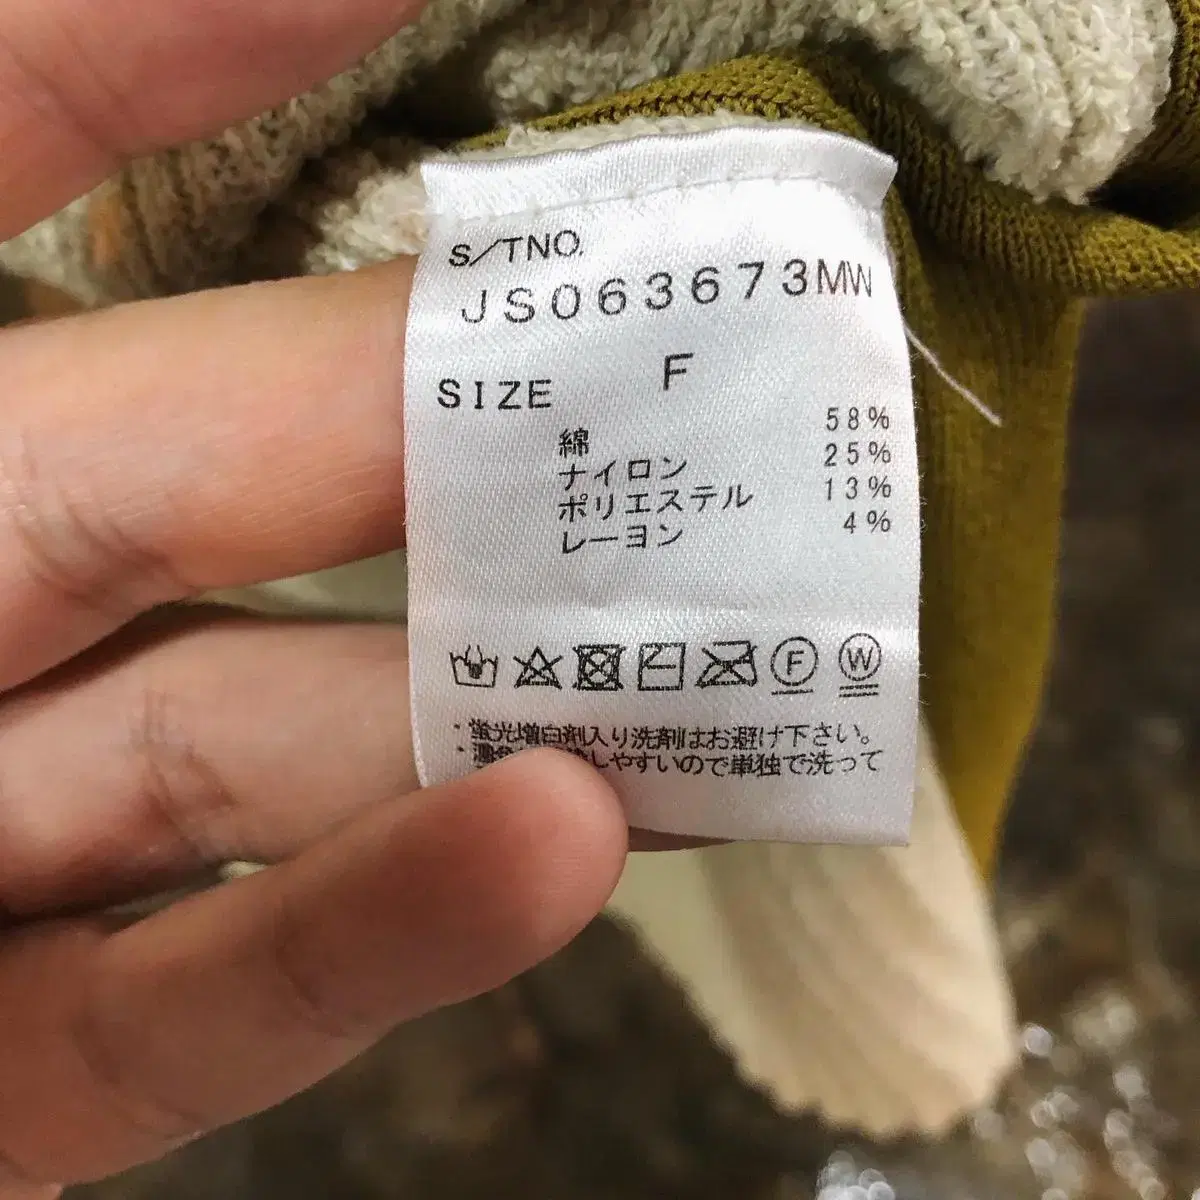 S/TNO.
JS063673MW
SIZE F
綿 58%
ナイロン 25%
ポリエステル 13%
レーヨン 4%
F W
・蛍光増白剤入り洗剤はお避け下さい。
・濃色 しやすいので単独で洗って